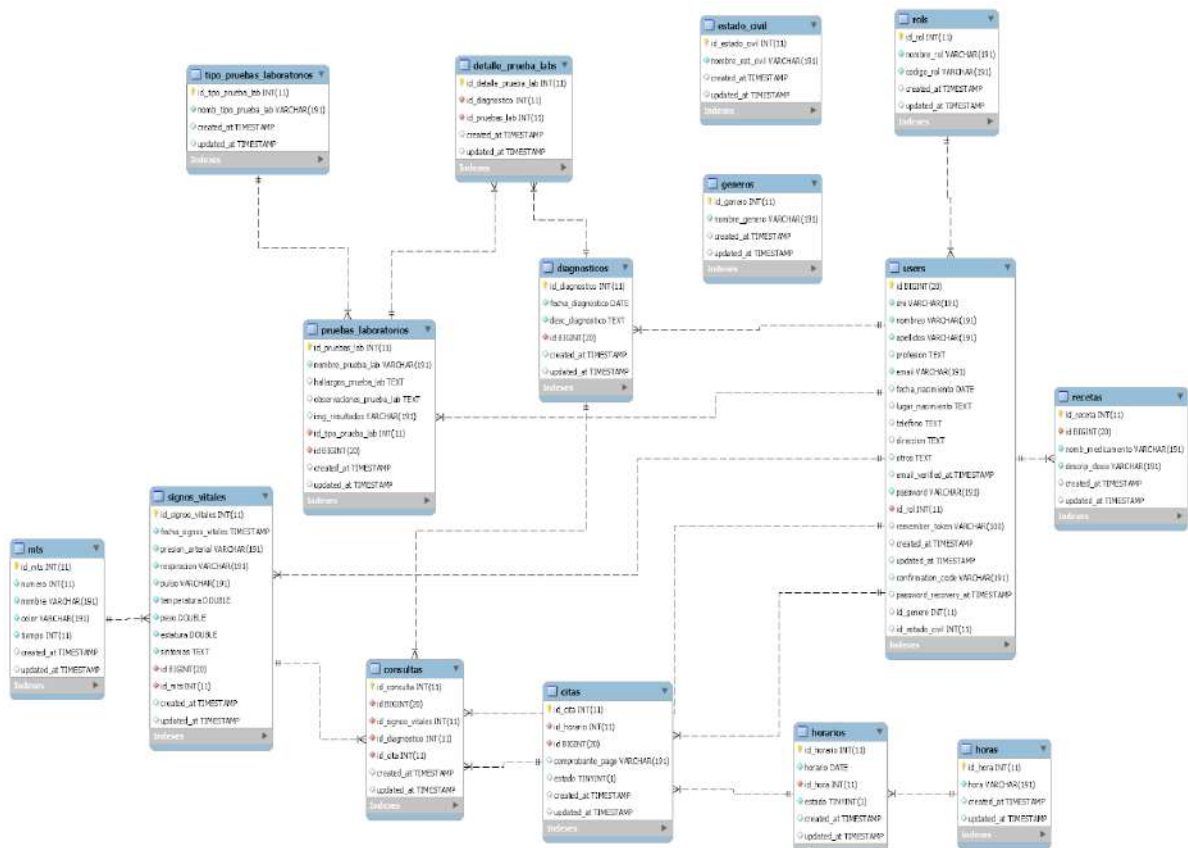 estado_civil
id_estado_civil INT(11)
nombre_est_civil VARCHAR(191)
created_at TIMESTAMP
updated_at TIMESTAMP
Indexes
rols
id_rol INT(11)
nombre_rol VARCHAR(191)
codigo_rol VARCHAR(191)
created_at TIMESTAMP
updated_at TIMESTAMP
Indexes
tipo_pruebas_laboratorios
id_tipo_prueba_lab INT(11)
nomb_tipo_prueba_lab VARCHAR(191)
created_at TIMESTAMP
updated_at TIMESTAMP
Indexes
detalle_prueba_labs
id_detalle_prueba_lab INT(11)
id_diagnostico INT(11)
id_pruebas_lab INT(11)
created_at TIMESTAMP
updated_at TIMESTAMP
Indexes
generos
id_genero INT(11)
nombre_genero VARCHAR(191)
created_at TIMESTAMP
updated_at TIMESTAMP
Indexes
diagnosticos
id_diagnostico INT(11)
fecha_diagnostico DATE
desc_diagnostico TEXT
id BIGINT(20)
created_at TIMESTAMP
updated_at TIMESTAMP
Indexes
users
id BIGINT(20)
VARCHAR(191)
nombres VARCHAR(191)
apellidos VARCHAR(191)
profesion TEXT
email VARCHAR(191)
fecha_nacimiento DATE
lugar_nacimiento TEXT
telefono TEXT
direccion TEXT
otros TEXT
email_verified_at TIMESTAMP
password VARCHAR(191)
id_rol INT(11)
remember_token VARCHAR(100)
created_at TIMESTAMP
updated_at TIMESTAMP
confirmation_code VARCHAR(191)
password_recovery_at TIMESTAMP
id_genero INT(11)
id_estado_civil INT(11)
Indexes
pruebas_laboratorios
id_pruebas_lab INT(11)
nombre_prueba_lab VARCHAR(191)
hallazgos_prueba_lab TEXT
observaciones_prueba_lab TEXT
img_resultados VARCHAR(191)
id_tipo_prueba_lab INT(11)
id BIGINT(20)
created_at TIMESTAMP
updated_at TIMESTAMP
Indexes
recetas
id_receta INT(11)
id BIGINT(20)
nomb_medicamento VARCHAR(191)
descrip_dosis VARCHAR(191)
created_at TIMESTAMP
updated_at TIMESTAMP
Indexes
signos_vitales
id_signos_vitales INT(11)
fecha_signos_vitales TIMESTAMP
presion_arterial VARCHAR(191)
respiracion VARCHAR(191)
pulso VARCHAR(191)
temperatura DOUBLE
peso DOUBLE
estatura DOUBLE
sintomas TEXT
id BIGINT(20)
id_mts INT(11)
created_at TIMESTAMP
updated_at TIMESTAMP
Indexes
mts
id_mts INT(11)
numero INT(11)
nombre VARCHAR(191)
color VARCHAR(191)
tiempo INT(11)
created_at TIMESTAMP
updated_at TIMESTAMP
Indexes
consultas
id_consulta INT(11)
id BIGINT(20)
id_signos_vitales INT(11)
id_diagnostico INT(11)
id_cita INT(11)
created_at TIMESTAMP
updated_at TIMESTAMP
Indexes
citas
id_cita INT(11)
id_horario INT(11)
id BIGINT(20)
comprobante_pago VARCHAR(191)
estado TINYINT(1)
created_at TIMESTAMP
updated_at TIMESTAMP
Indexes
horarios
id_horario INT(11)
horario DATE
id_hora INT(11)
estado TINYINT(1)
created_at TIMESTAMP
updated_at TIMESTAMP
Indexes
horas
id_hora INT(11)
hora VARCHAR(191)
created_at TIMESTAMP
updated_at TIMESTAMP
Indexes